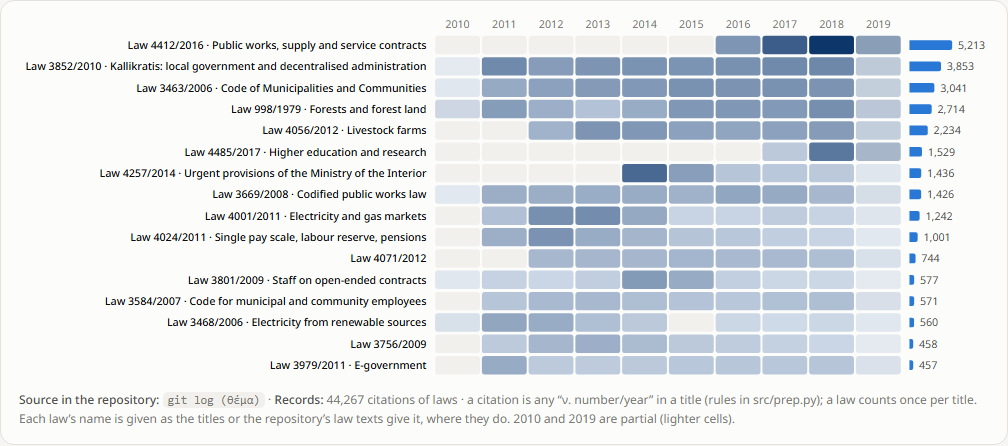 2010 2011 2012 2013 2014 2015 2016 2017 2018 2019
Law 4412/2016 · Public works, supply and service contracts 5,213
Law 3852/2010 · Kallikratis: local government and decentralised administration 3,853
Law 3463/2006 · Code of Municipalities and Communities 3,041
Law 998/1979 · Forests and forest land 2,714
Law 4056/2012 · Livestock farms 2,234
Law 4485/2017 · Higher education and research 1,529
Law 4257/2014 · Urgent provisions of the Ministry of the Interior 1,436
Law 3669/2008 · Codified public works law 1,426
Law 4001/2011 · Electricity and gas markets 1,242
Law 4024/2011 · Single pay scale, labour reserve, pensions 1,001
Law 4071/2012 744
Law 3801/2009 · Staff on open-ended contracts 577
Law 3584/2007 · Code for municipal and community employees 571
Law 3468/2006 · Electricity from renewable sources 560
Law 3756/2009 458
Law 3979/2011 · E-government 457
Source in the repository: git log (θέμα) · Records: 44,267 citations of laws · a citation is any “ν. number/year” in a title (rules in src/prep.py); a law counts once per title.
Each law’s name is given as the titles or the repository’s law texts give it, where they do. 2010 and 2019 are partial (lighter cells).